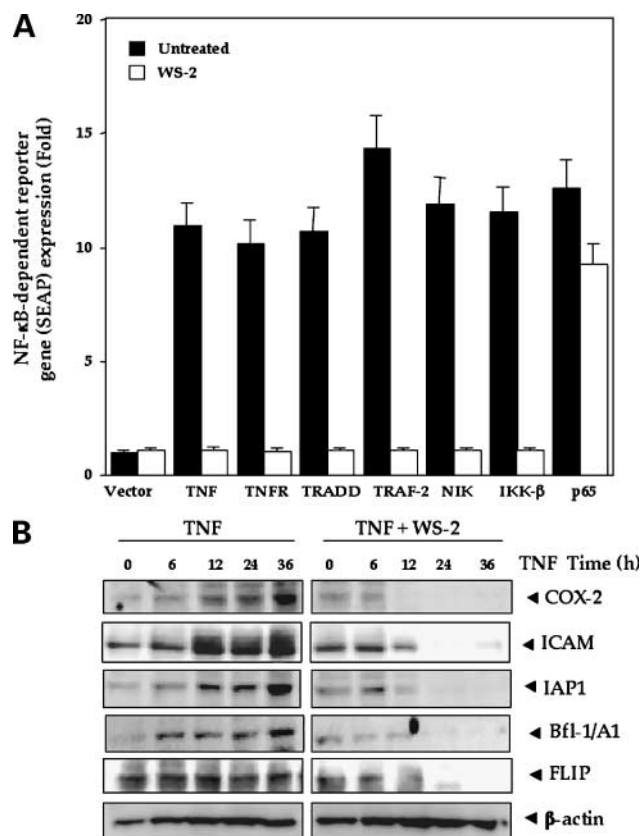 A
20
15
10
5
0
NF-κB-dependent reporter
gene (SEAP) expression (Fold)
Untreated
WS-2
Vector TNF TNFR TRADD TRAF-2 NIK IKK-β p65
B
TNF TNF + WS-2
0 6 12 24 36 0 6 12 24 36 TNF Time (h)
COX-2
ICAM
IAP1
Bfl-1/A1
FLIP
β-actin